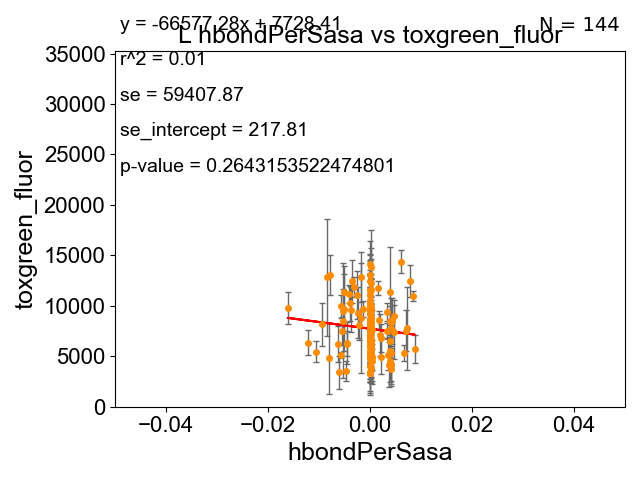 y = -66577.28x + 7728.41
N = 144
L hbondPerSasa vs toxgreen_fluor
r^2 = 0.01
se = 59407.87
se_intercept = 217.81
p-value = 0.2643153522474801
35000
30000
25000
20000
15000
10000
5000
0
toxgreen_fluor
−0.04 −0.02 0.00 0.02 0.04
hbondPerSasa